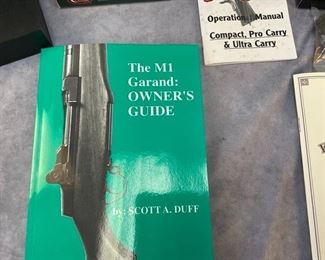 The M1
Garand:
OWNER'S
GUIDE
by: SCOTT A. DUFF
Operation Manual
Compact, Pro Carry
& Ultra Carry